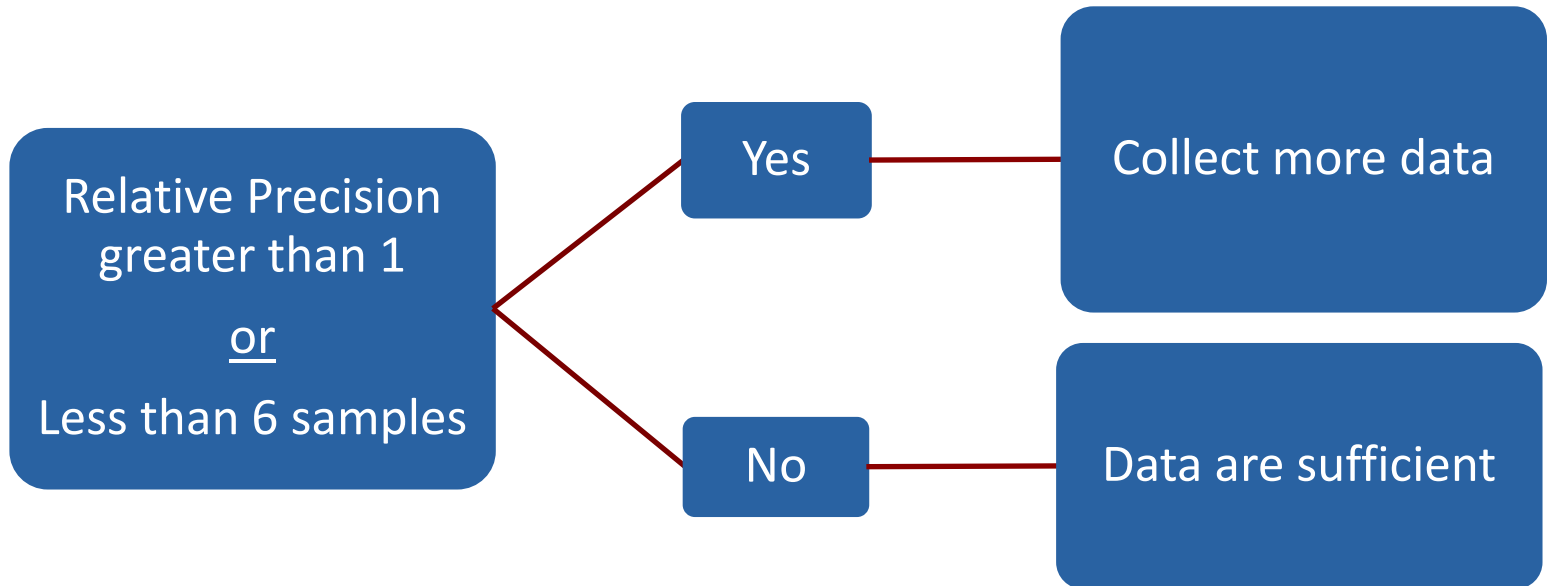 Relative Precision
greater than 1
or
Less than 6 samples
Yes
Collect more data
No
Data are sufficient